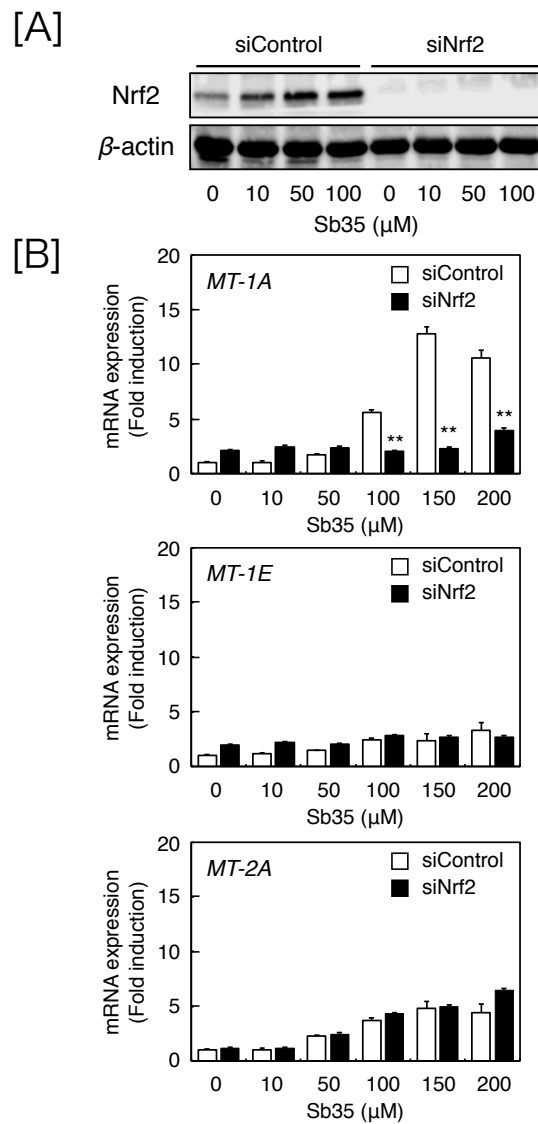 [A]
siControl siNrf2
Nrf2
β-actin
0 10 50 100 0 10 50 100
Sb35 (µM)
[B]
20
15
10
5
0
mRNA expression
(Fold induction)
MT-1A
siControl
siNrf2
** ** **
0 10 50 100 150 200
Sb35 (µM)
20
15
10
5
0
mRNA expression
(Fold induction)
MT-1E
siControl
siNrf2
0 10 50 100 150 200
Sb35 (µM)
20
15
10
5
0
mRNA expression
(Fold induction)
MT-2A
siControl
siNrf2
0 10 50 100 150 200
Sb35 (µM)